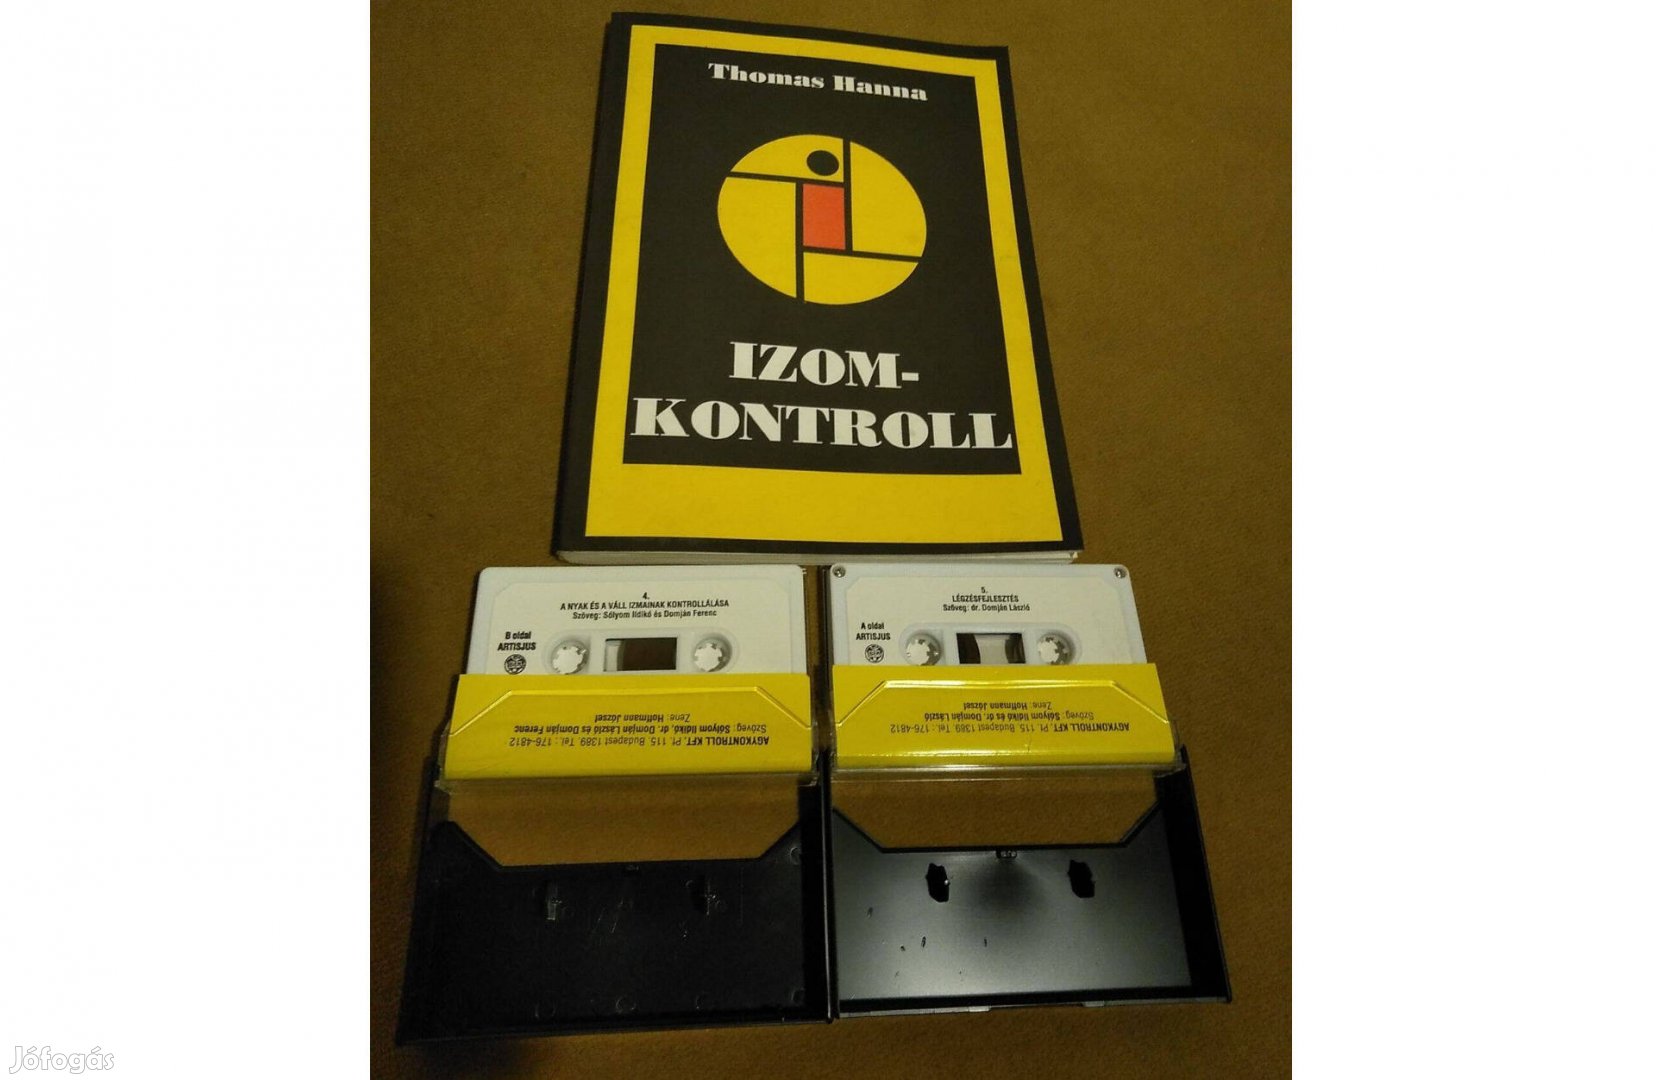 Thomas Hanna
IZOM-
KONTROLL
4.
A NYAK ÉS A VÁLL IZMAINAK KONTROLLÁLÁSA
Szöveg: Sólyom Ildikó és Domján Ferenc
B oldal
ARTISJUS
AGYKONTROLL KFT. Pf. 115. Budapest 1389. Tel.: 176-4812
Szöveg: Sólyom Ildikó, dr. Domján László és Domján Ferenc
Zene: Hoffmann József
5.
LÉGZÉSFEJLESZTÉS
Szöveg: dr. Domján László
A oldal
ARTISJUS
AGYKONTROLL KFT. Pf. 115. Budapest 1389. Tel.: 176-4812
Szöveg: Sólyom Ildikó és dr. Domján László
Zene: Hoffmann József
Jófogás